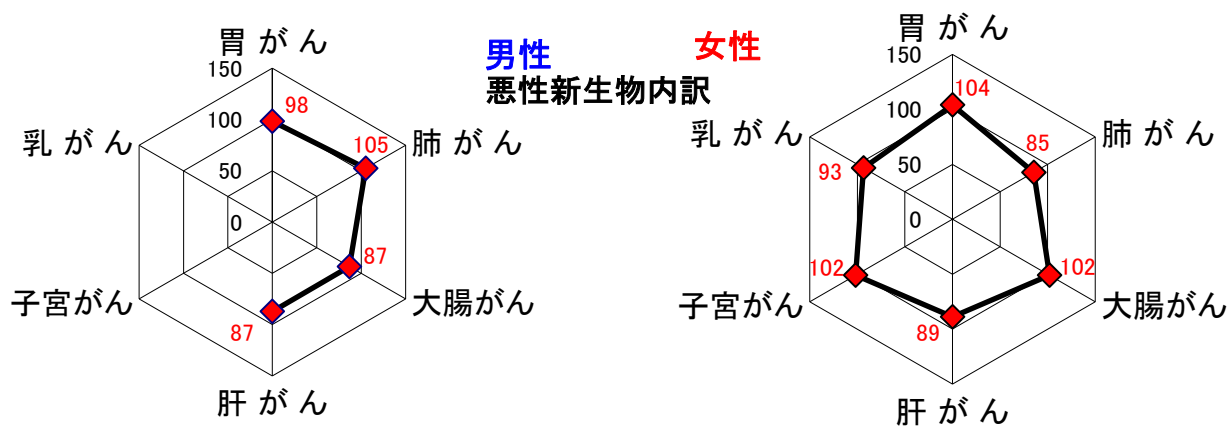 男性
女性
悪性新生物内訳
胃 が ん
150
98
100
乳 が ん
肺 が ん
105
50
0
87
子宮がん
大腸がん
87
肝 が ん
胃 が ん
150
104
100
乳 が ん
肺 が ん
85
93
50
0
102
102
子宮がん
大腸がん
89
肝 が ん